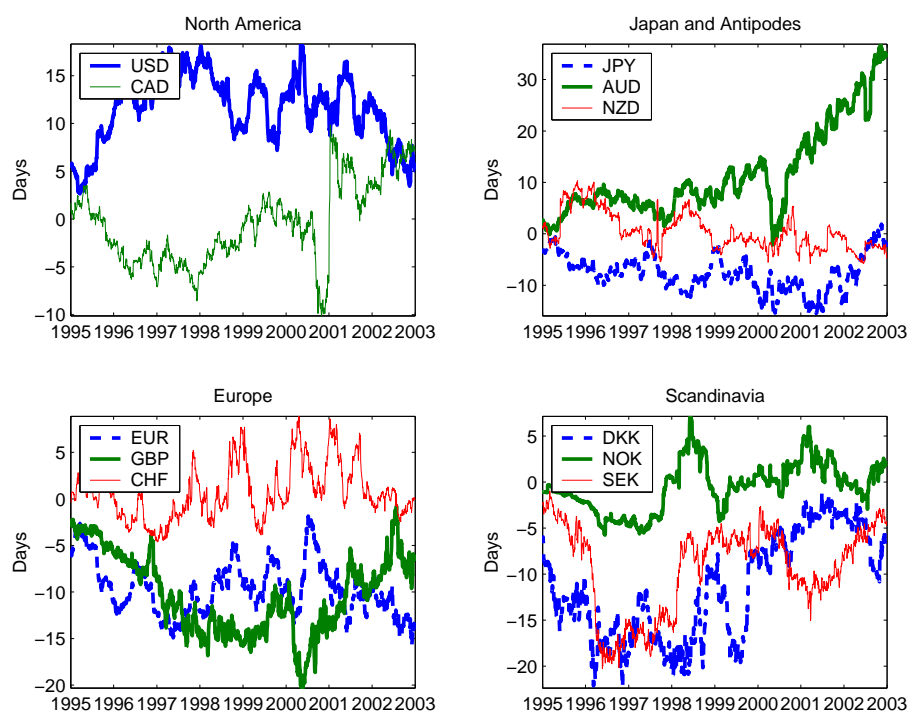 North America
USD
CAD
Days
15
10
5
0
−5
−10
1995 1996 1997 1998 1999 2000 2001 2002 2003
Japan and Antipodes
JPY
AUD
NZD
Days
30
20
10
0
−10
1995 1996 1997 1998 1999 2000 2001 2002 2003
Europe
EUR
GBP
CHF
Days
5
0
−5
−10
−15
−20
1995 1996 1997 1998 1999 2000 2001 2002 2003
Scandinavia
DKK
NOK
SEK
Days
5
0
−5
−10
−15
−20
1995 1996 1997 1998 1999 2000 2001 2002 2003